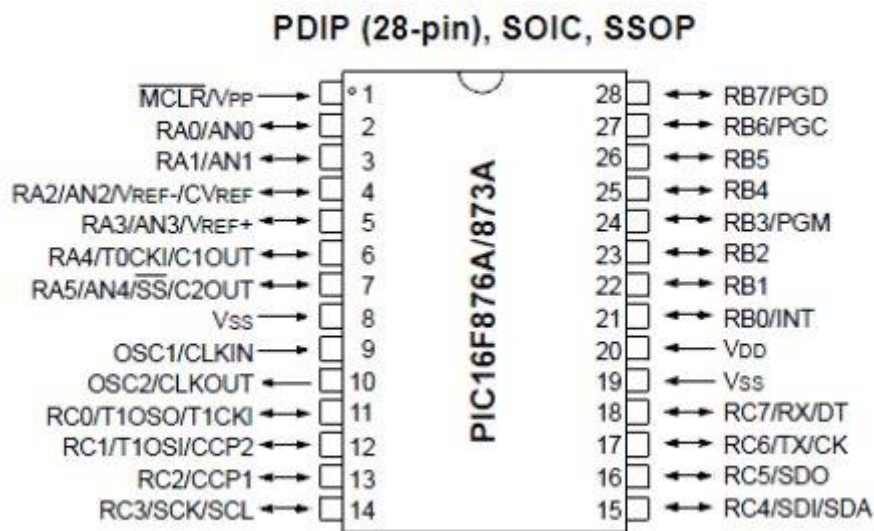 PDIP (28-pin), SOIC, SSOP
MCLR/VPP 1 28 RB7/PGD
RA0/AN0 2 27 RB6/PGC
RA1/AN1 3 26 RB5
RA2/AN2/VREF-/CVREF 4 25 RB4
RA3/AN3/VREF+ 5 24 RB3/PGM
RA4/T0CKI/C1OUT 6 23 RB2
RA5/AN4/SS/C2OUT 7 22 RB1
VSS 8 21 RB0/INT
OSC1/CLKIN 9 20 VDD
OSC2/CLKOUT 10 19 VSS
RC0/T1OSO/T1CKI 11 18 RC7/RX/DT
RC1/T1OSI/CCP2 12 17 RC6/TX/CK
RC2/CCP1 13 16 RC5/SDO
RC3/SCK/SCL 14 15 RC4/SDI/SDA
PIC16F876A/873A